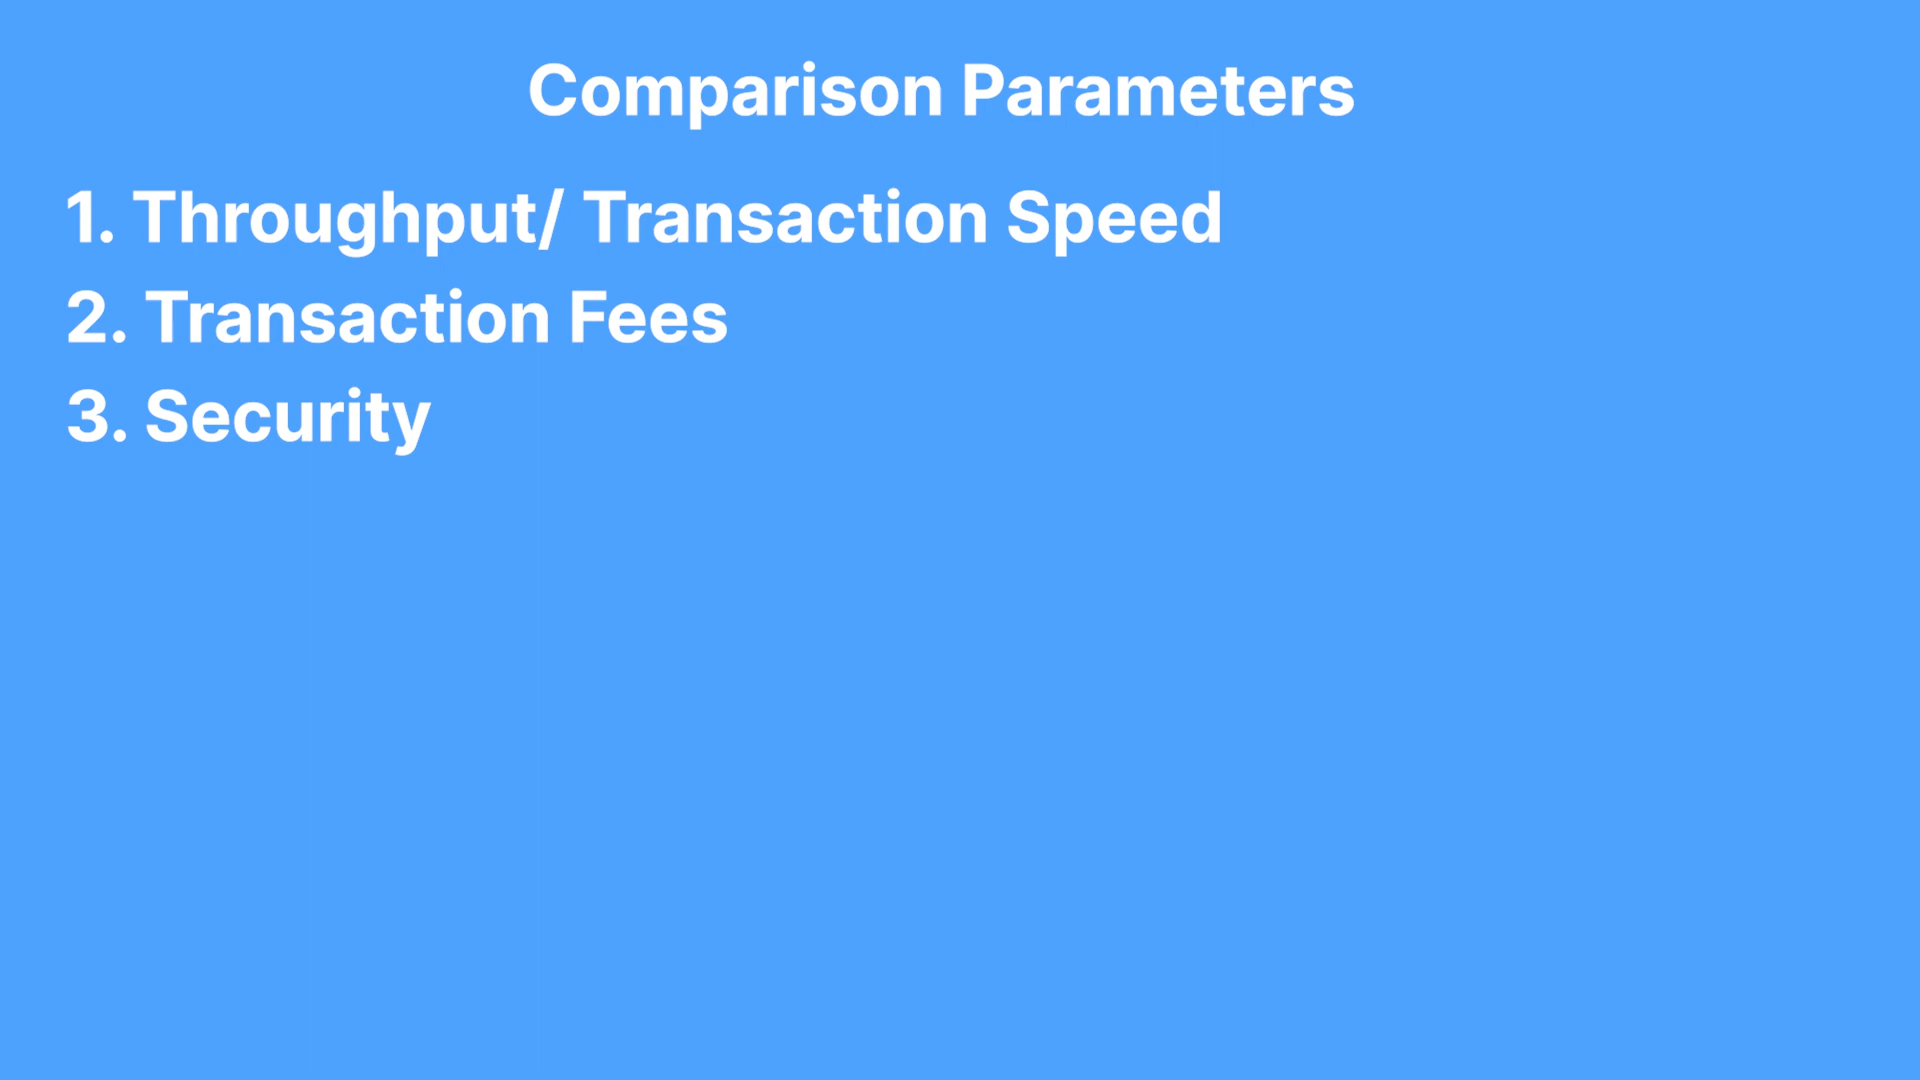 Comparison Parameters
1. Throughput/ Transaction Speed
2. Transaction Fees
3. Security